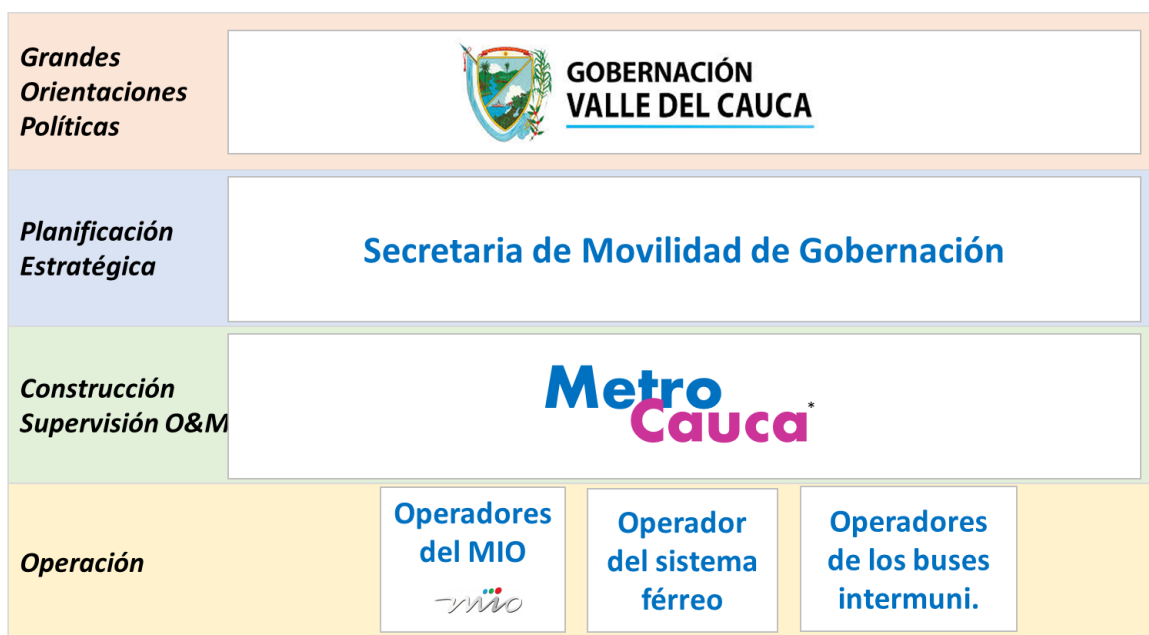 Grandes
Orientaciones
Políticas
GOBERNACIÓN
VALLE DEL CAUCA
Planificación
Estratégica
Secretaria de Movilidad de Gobernación
Construcción
Supervisión O&M
Metro
Cauca*
Operación
Operadores
del MIO
mio
Operador
del sistema
férreo
Operadores
de los buses
intermuni.